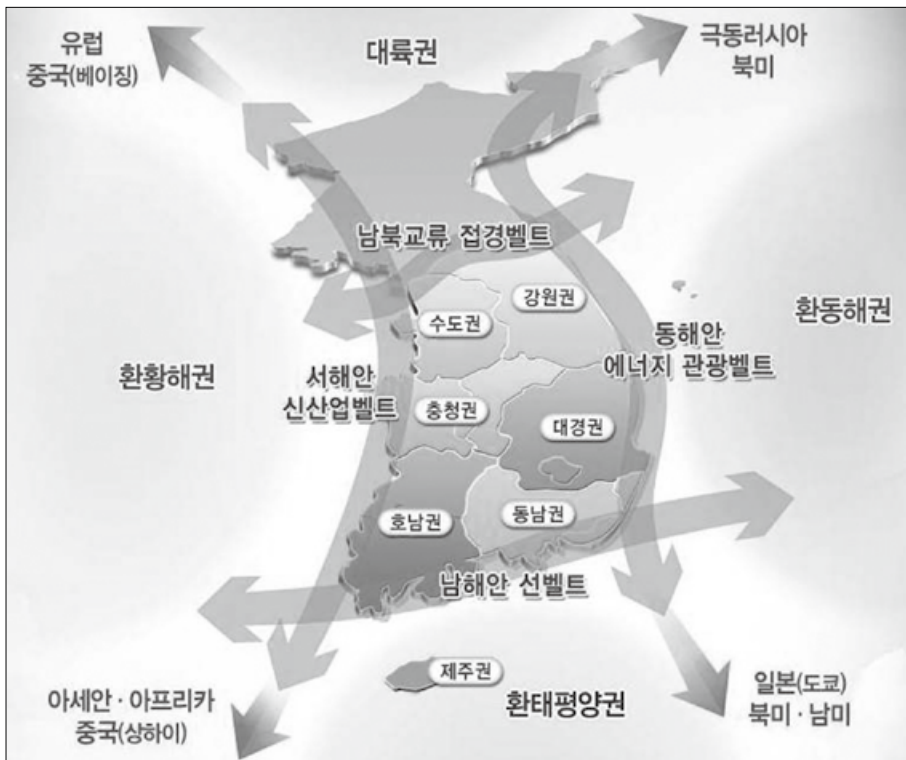 유럽
중국(베이징)
대륙권
극동러시아
북미
남북교류 접경벨트
강원권
수도권
환동해권
동해안
에너지 관광벨트
환황해권
서해안
신산업벨트
충청권
대경권
호남권
동남권
남해안 선벨트
제주권
아세안·아프리카
중국(상하이)
환태평양권
일본(도쿄)
북미·남미